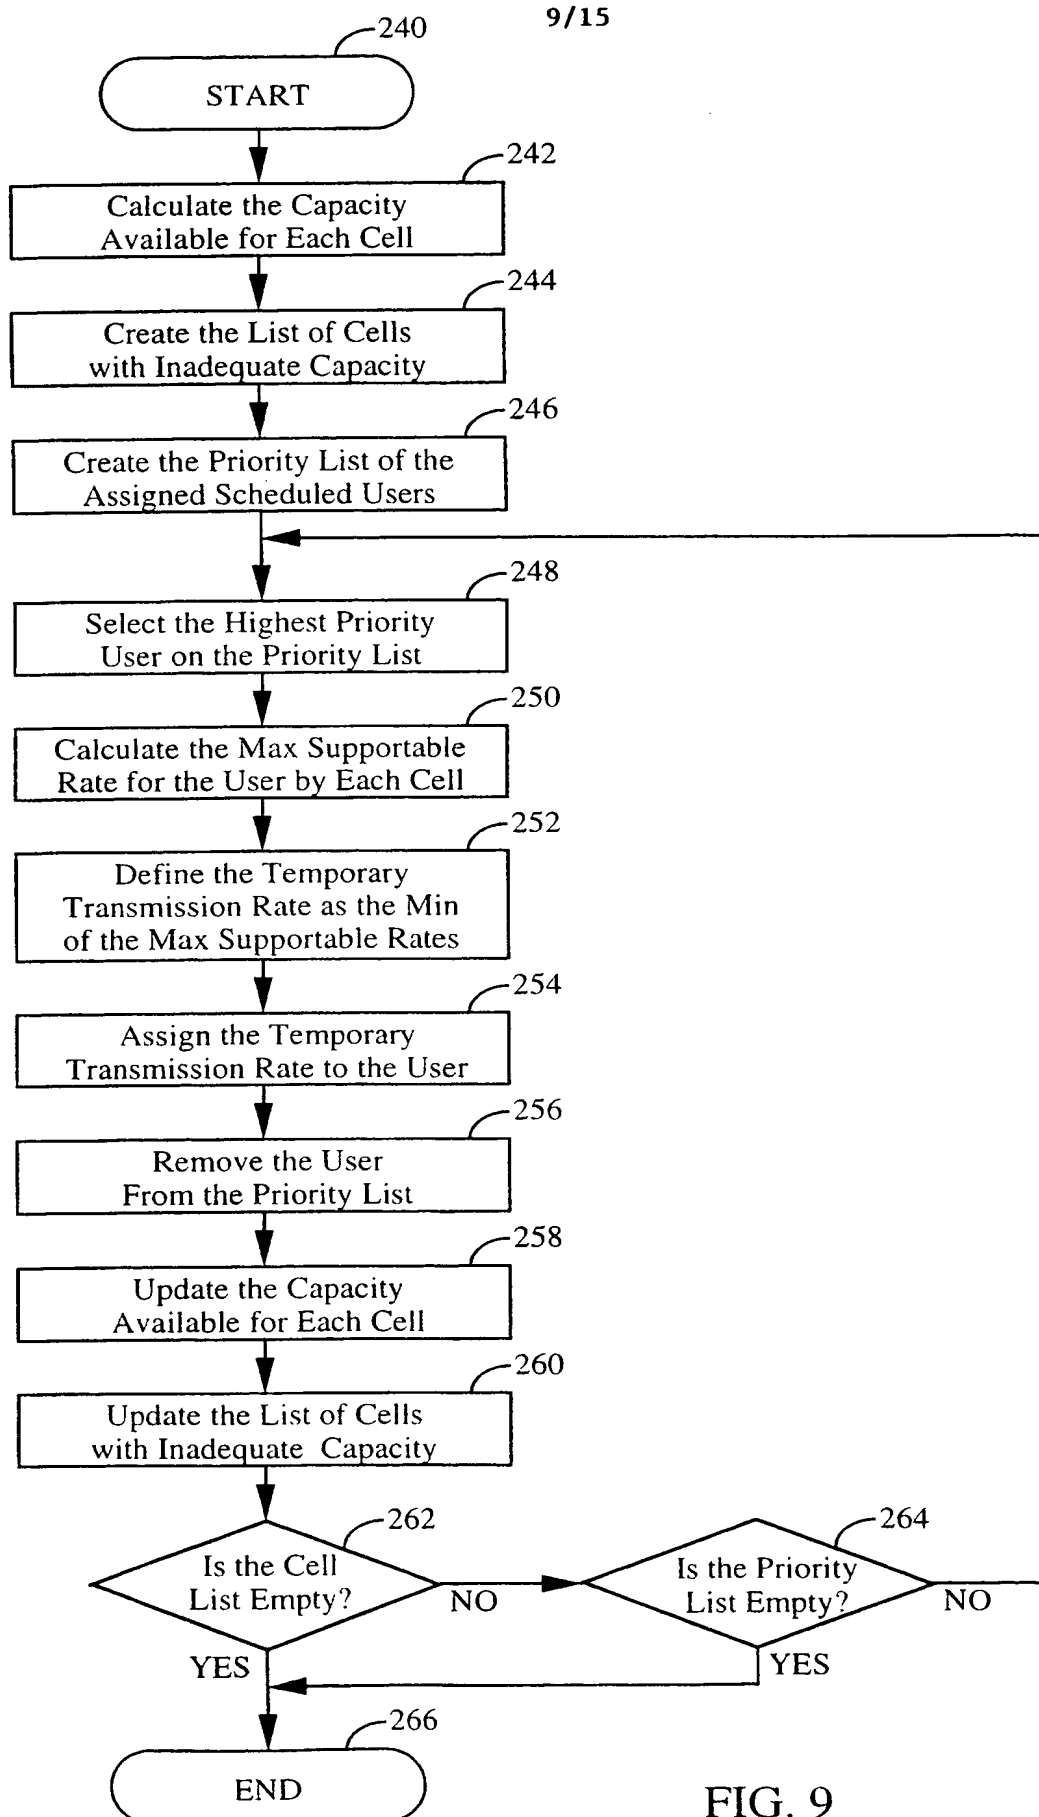 9/15
240
START
242
Calculate the Capacity
Available for Each Cell
244
Create the List of Cells
with Inadequate Capacity
246
Create the Priority List of the
Assigned Scheduled Users
248
Select the Highest Priority
User on the Priority List
250
Calculate the Max Supportable
Rate for the User by Each Cell
252
Define the Temporary
Transmission Rate as the Min
of the Max Supportable Rates
254
Assign the Temporary
Transmission Rate to the User
256
Remove the User
From the Priority List
258
Update the Capacity
Available for Each Cell
260
Update the List of Cells
with Inadequate Capacity
262
Is the Cell
List Empty?
NO
264
Is the Priority
List Empty?
NO
YES
YES
266
END
FIG. 9